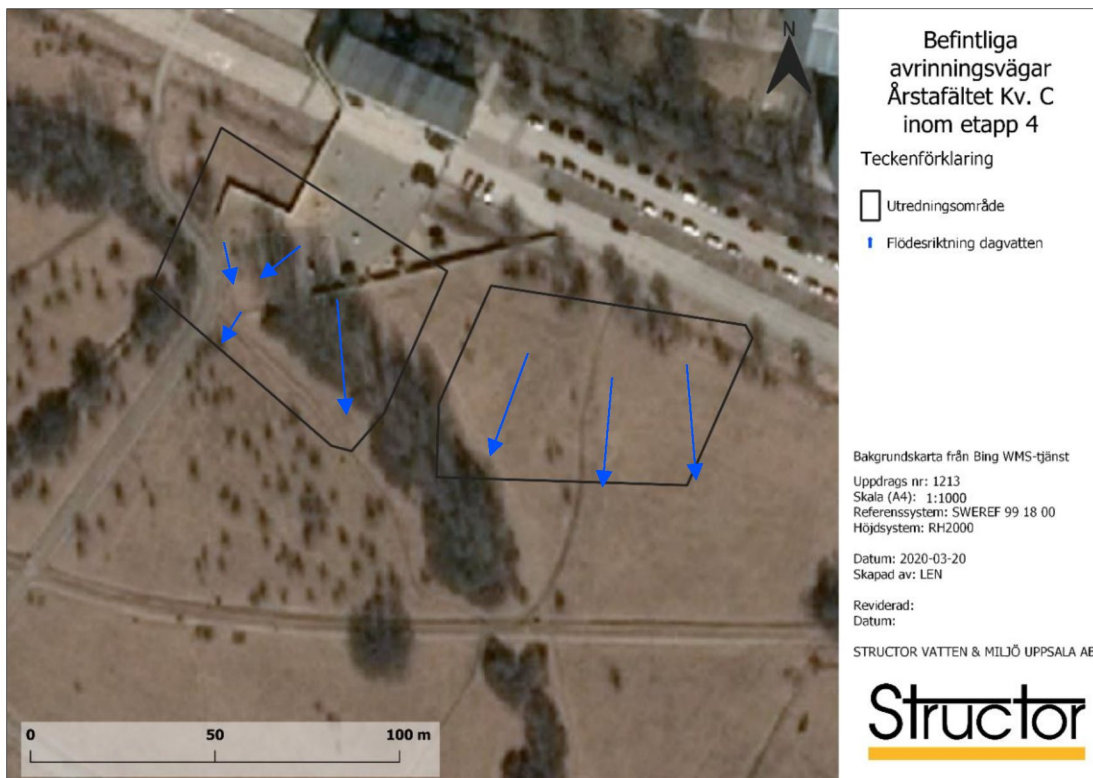 N
Befintliga
avrinningsvägar
Årstafältet Kv. C
inom etapp 4
Teckenförklaring
Utredningsområde
Flödesriktning dagvatten
Bakgrundskarta från Bing WMS-tjänst
Uppdrags nr: 1213
Skala (A4): 1:1000
Referenssystem: SWEREF 99 18 00
Höjdsystem: RH2000
Datum: 2020-03-20
Skapad av: LEN
Reviderad:
Datum:
STRUCTOR VATTEN & MILJÖ UPPSALA AB
Structor
0 50 100 m